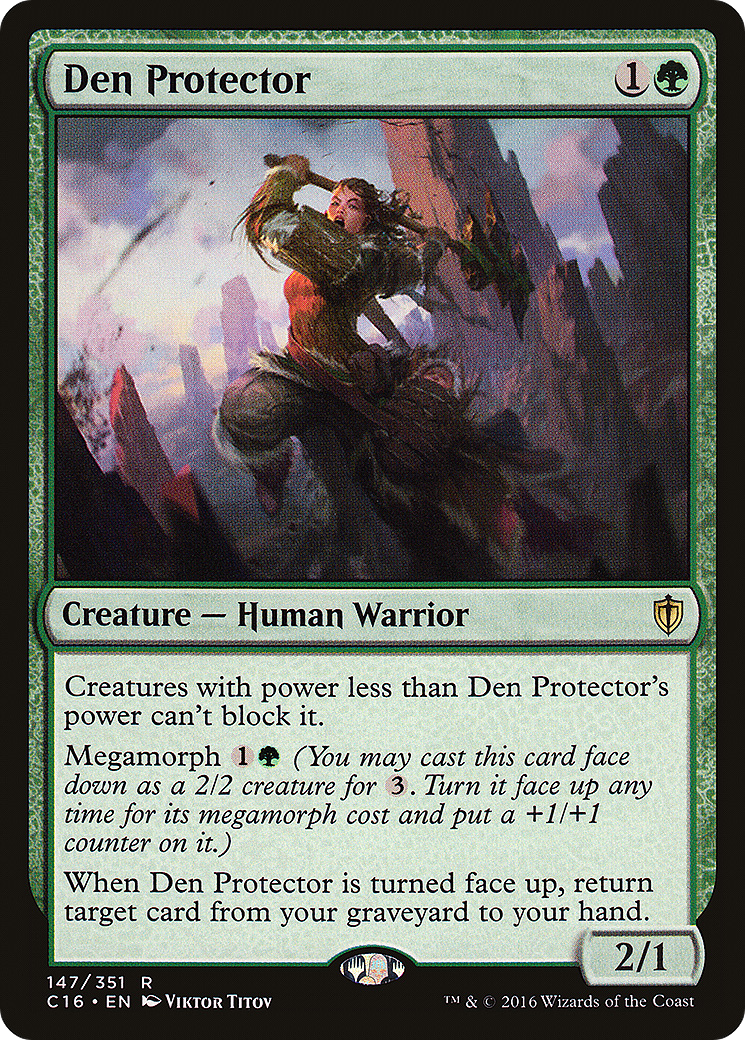 Den Protector 1
Creature — Human Warrior
Creatures with power less than Den Protector's
power can't block it.
Megamorph 1 (You may cast this card face
down as a 2/2 creature for 3. Turn it face up any
time for its megamorph cost and put a +1/+1
counter on it.)
When Den Protector is turned face up, return
target card from your graveyard to your hand.
2/1
147/351 R
C16 • EN Viktor Titov
™ & © 2016 Wizards of the Coast